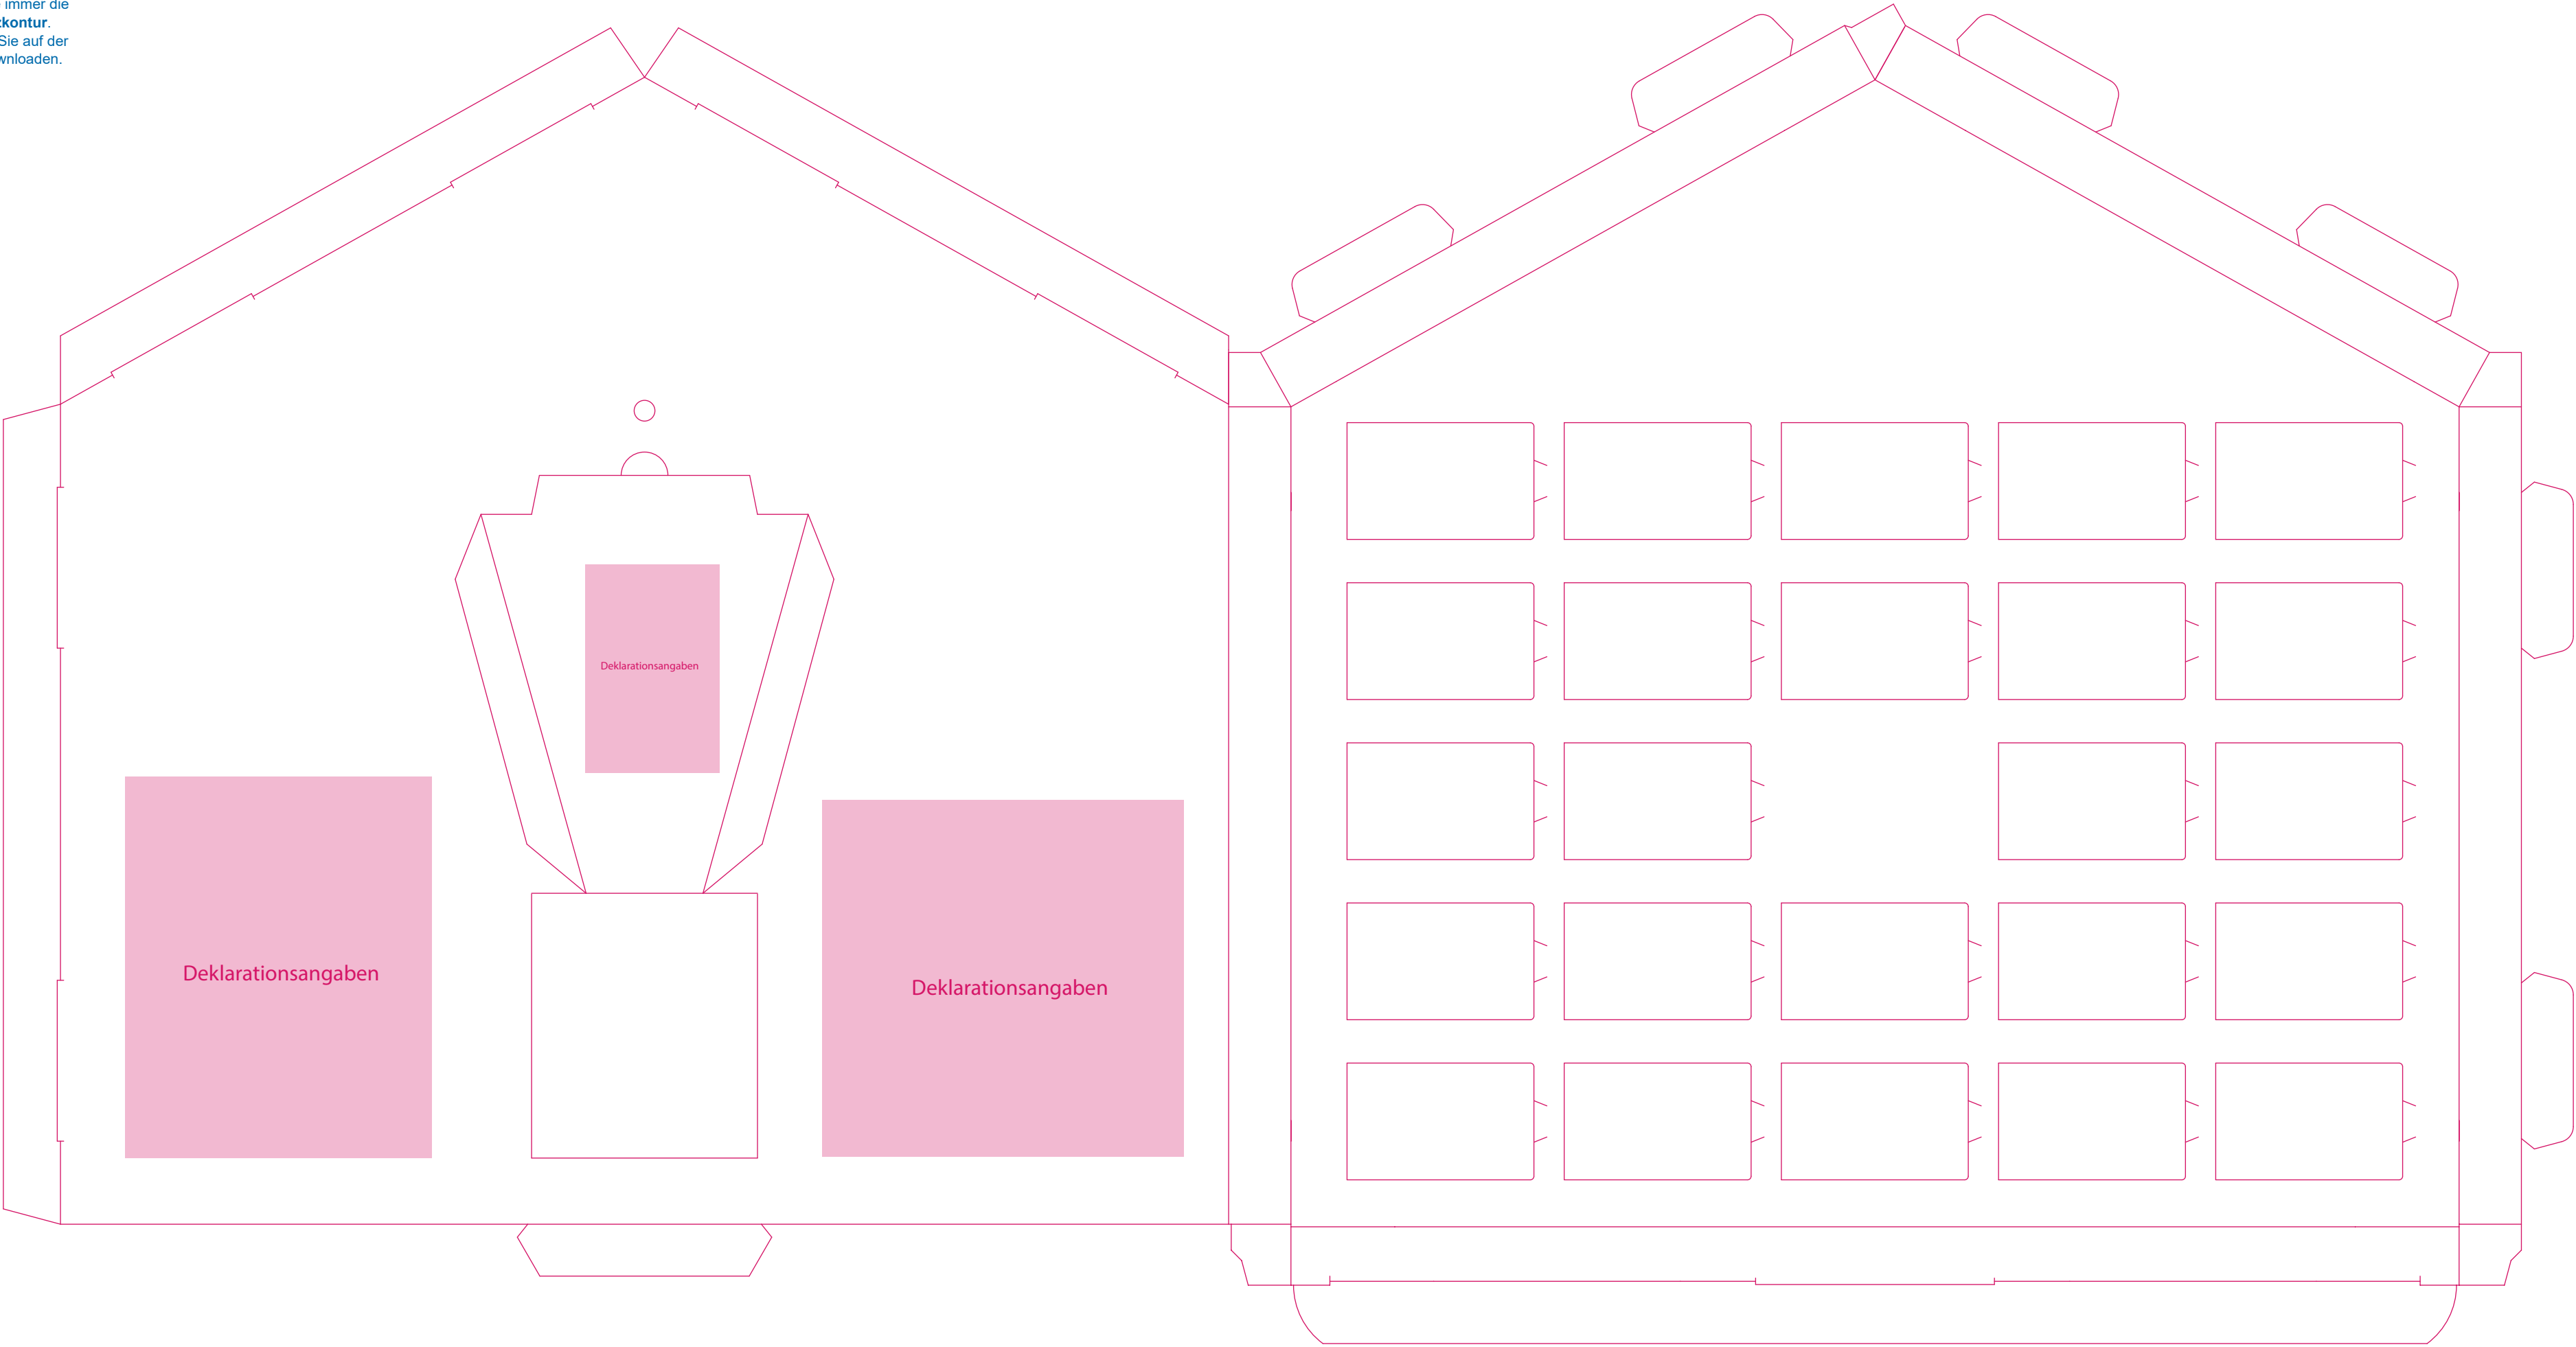 immer die
kontur.
Sie auf der
wnloaden.
Deklarationsangaben
Deklarationsangaben
Deklarationsangaben